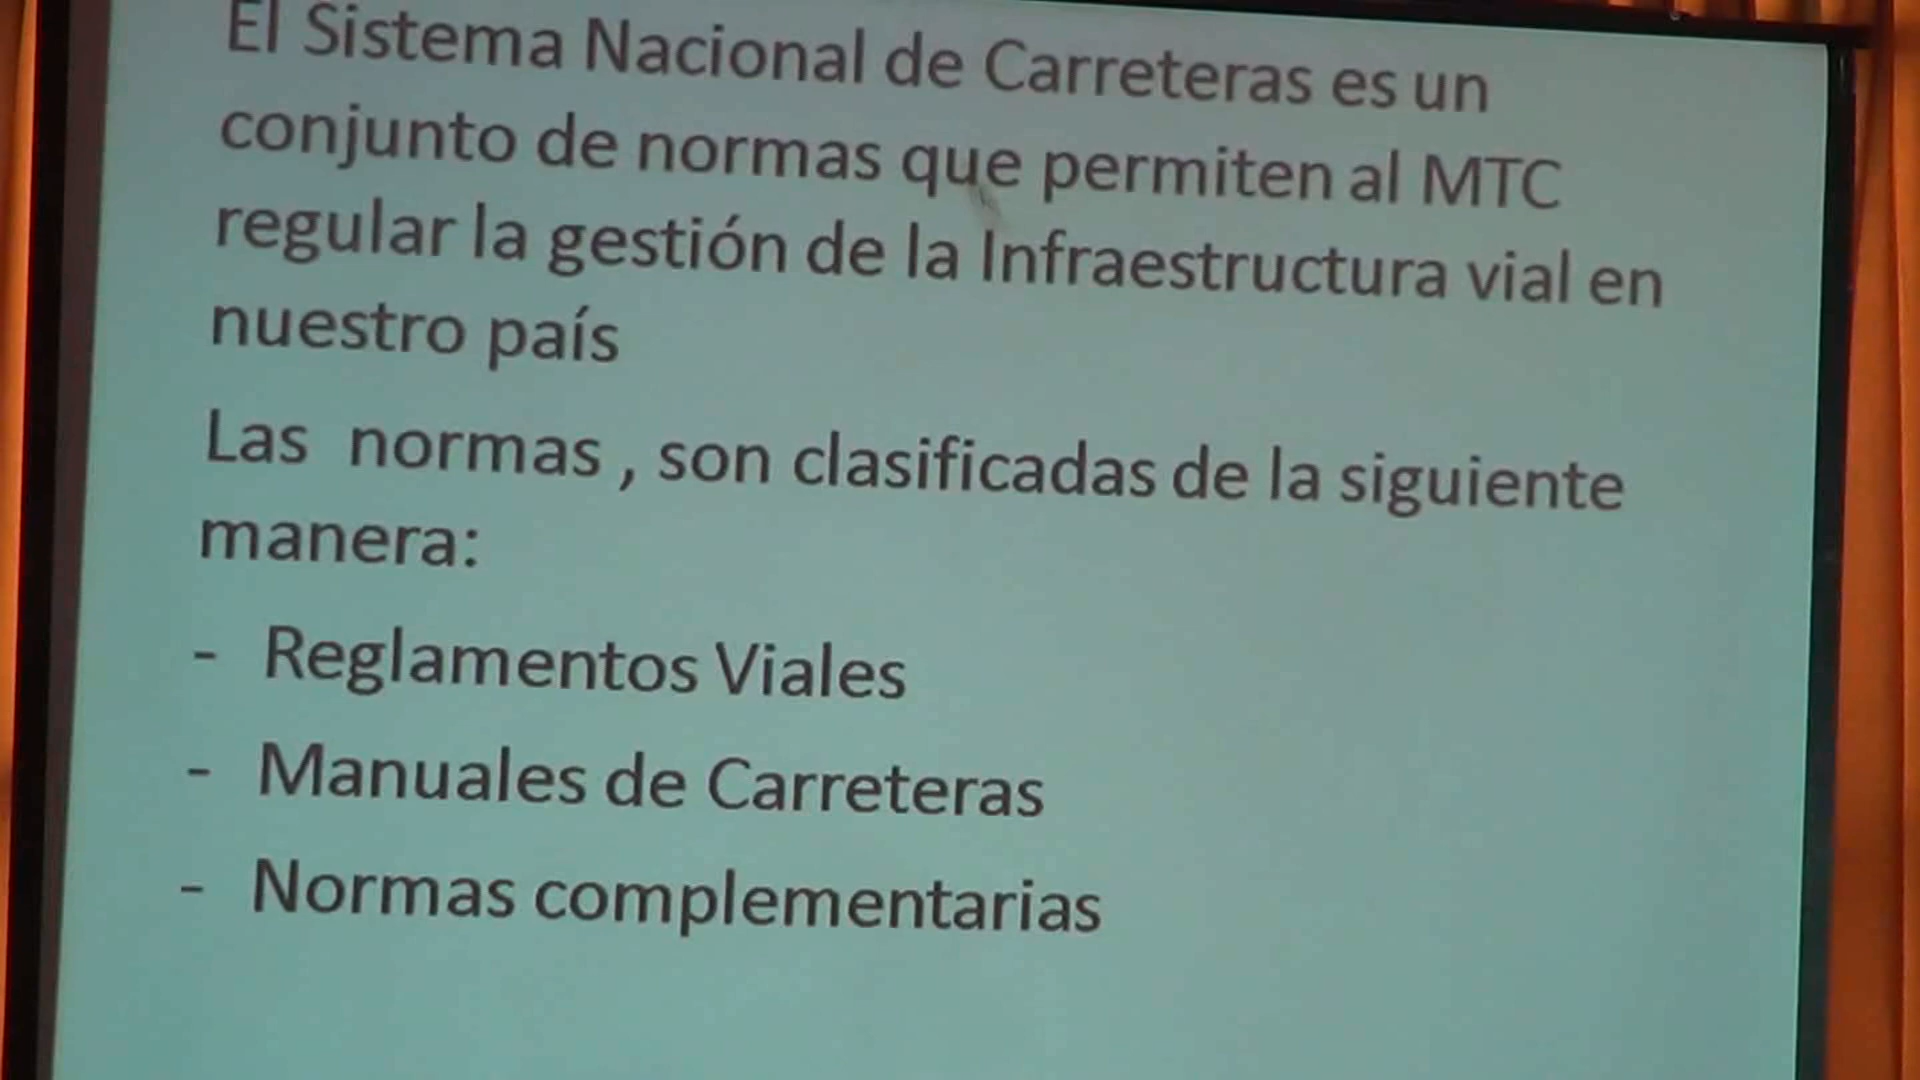 El Sistema Nacional de Carreteras es un
conjunto de normas que permiten al MTC
regular la gestión de la Infraestructura vial en
nuestro país
Las normas , son clasificadas de la siguiente
manera:
- Reglamentos Viales
- Manuales de Carreteras
- Normas complementarias